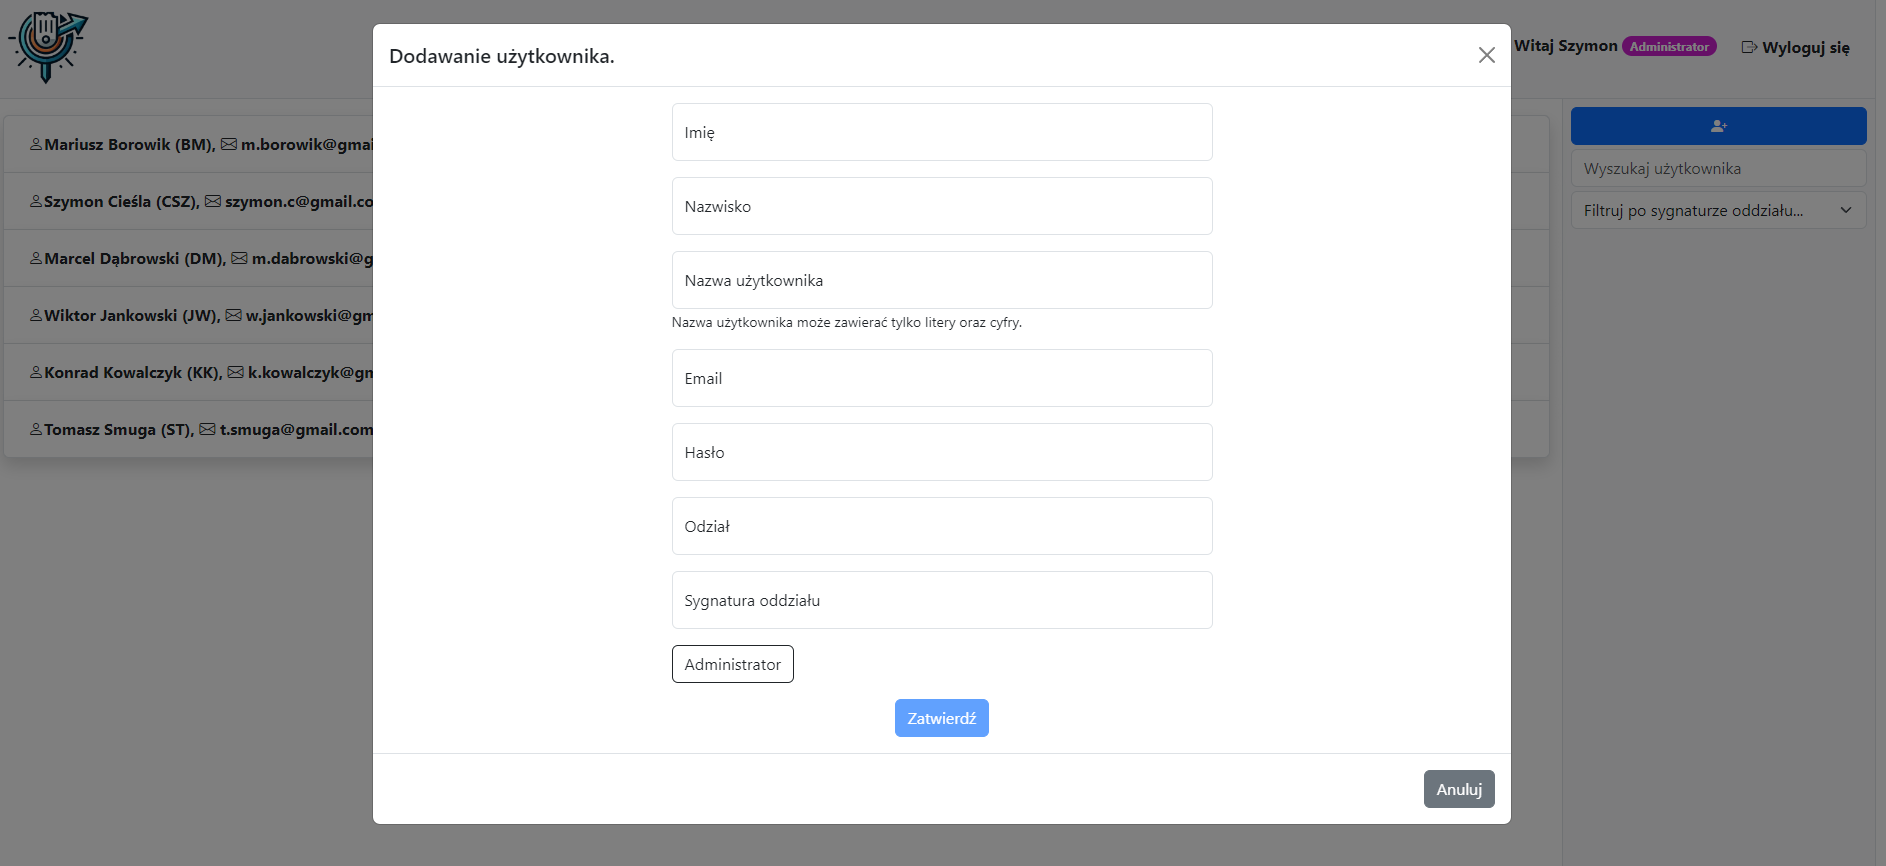 Witaj Szymon Administrator Wyloguj się
Dodawanie użytkownika.
Mariusz Borowik (BM), m.borowik@gmai
Szymon Cieśla (CSZ), szymon.c@gmail.co
Marcel Dąbrowski (DM), m.dabrowski@g
Wiktor Jankowski (JW), w.jankowski@gm
Konrad Kowalczyk (KK), k.kowalczyk@gm
Tomasz Smuga (ST), t.smuga@gmail.com
Imię
Nazwisko
Nazwa użytkownika
Nazwa użytkownika może zawierać tylko litery oraz cyfry.
Email
Hasło
Odział
Sygnatura oddziału
Administrator
Zatwierdź
Anuluj
Wyszukaj użytkownika
Filtruj po sygnaturze oddziału...